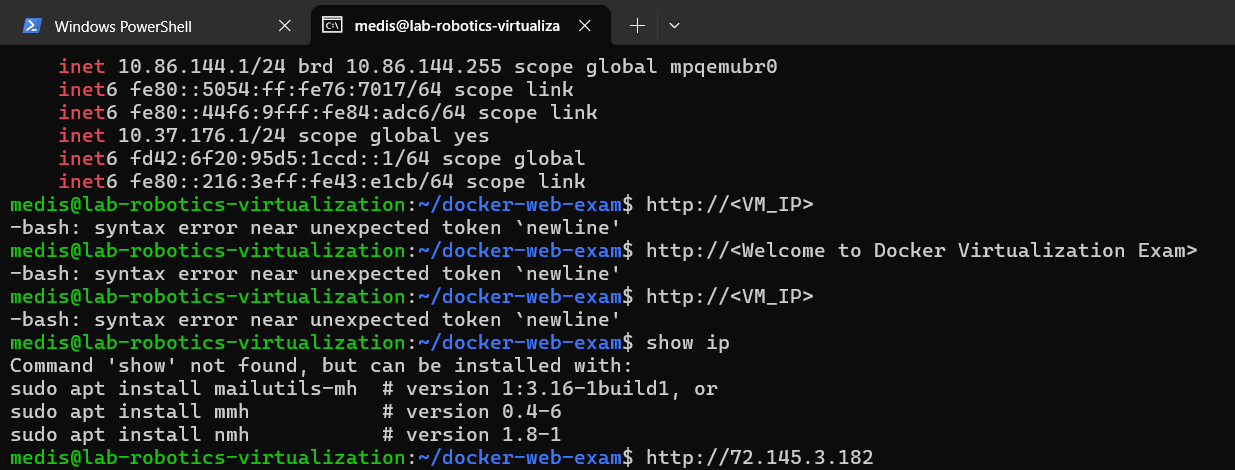 Windows PowerShell
medis@lab-robotics-virtualiza
inet 10.86.144.1/24 brd 10.86.144.255 scope global mpqemubr0
inet6 fe80::5054:ff:fe76:7017/64 scope link
inet6 fe80::44f6:9fff:fe84:adc6/64 scope link
inet 10.37.176.1/24 scope global yes
inet6 fd42:6f20:95d5:1ccd::1/64 scope global
inet6 fe80::216:3eff:fe43:e1cb/64 scope link
medis@lab-robotics-virtualization:~/docker-web-exam$ http://<VM_IP>
-bash: syntax error near unexpected token `newline'
medis@lab-robotics-virtualization:~/docker-web-exam$ http://<Welcome to Docker Virtualization Exam>
-bash: syntax error near unexpected token `newline'
medis@lab-robotics-virtualization:~/docker-web-exam$ http://<VM_IP>
-bash: syntax error near unexpected token `newline'
medis@lab-robotics-virtualization:~/docker-web-exam$ show ip
Command 'show' not found, but can be installed with:
sudo apt install mailutils-mh  # version 1:3.16-1build1, or
sudo apt install mmh           # version 0.4-6
sudo apt install nmh           # version 1.8-1
medis@lab-robotics-virtualization:~/docker-web-exam$ http://72.145.3.182